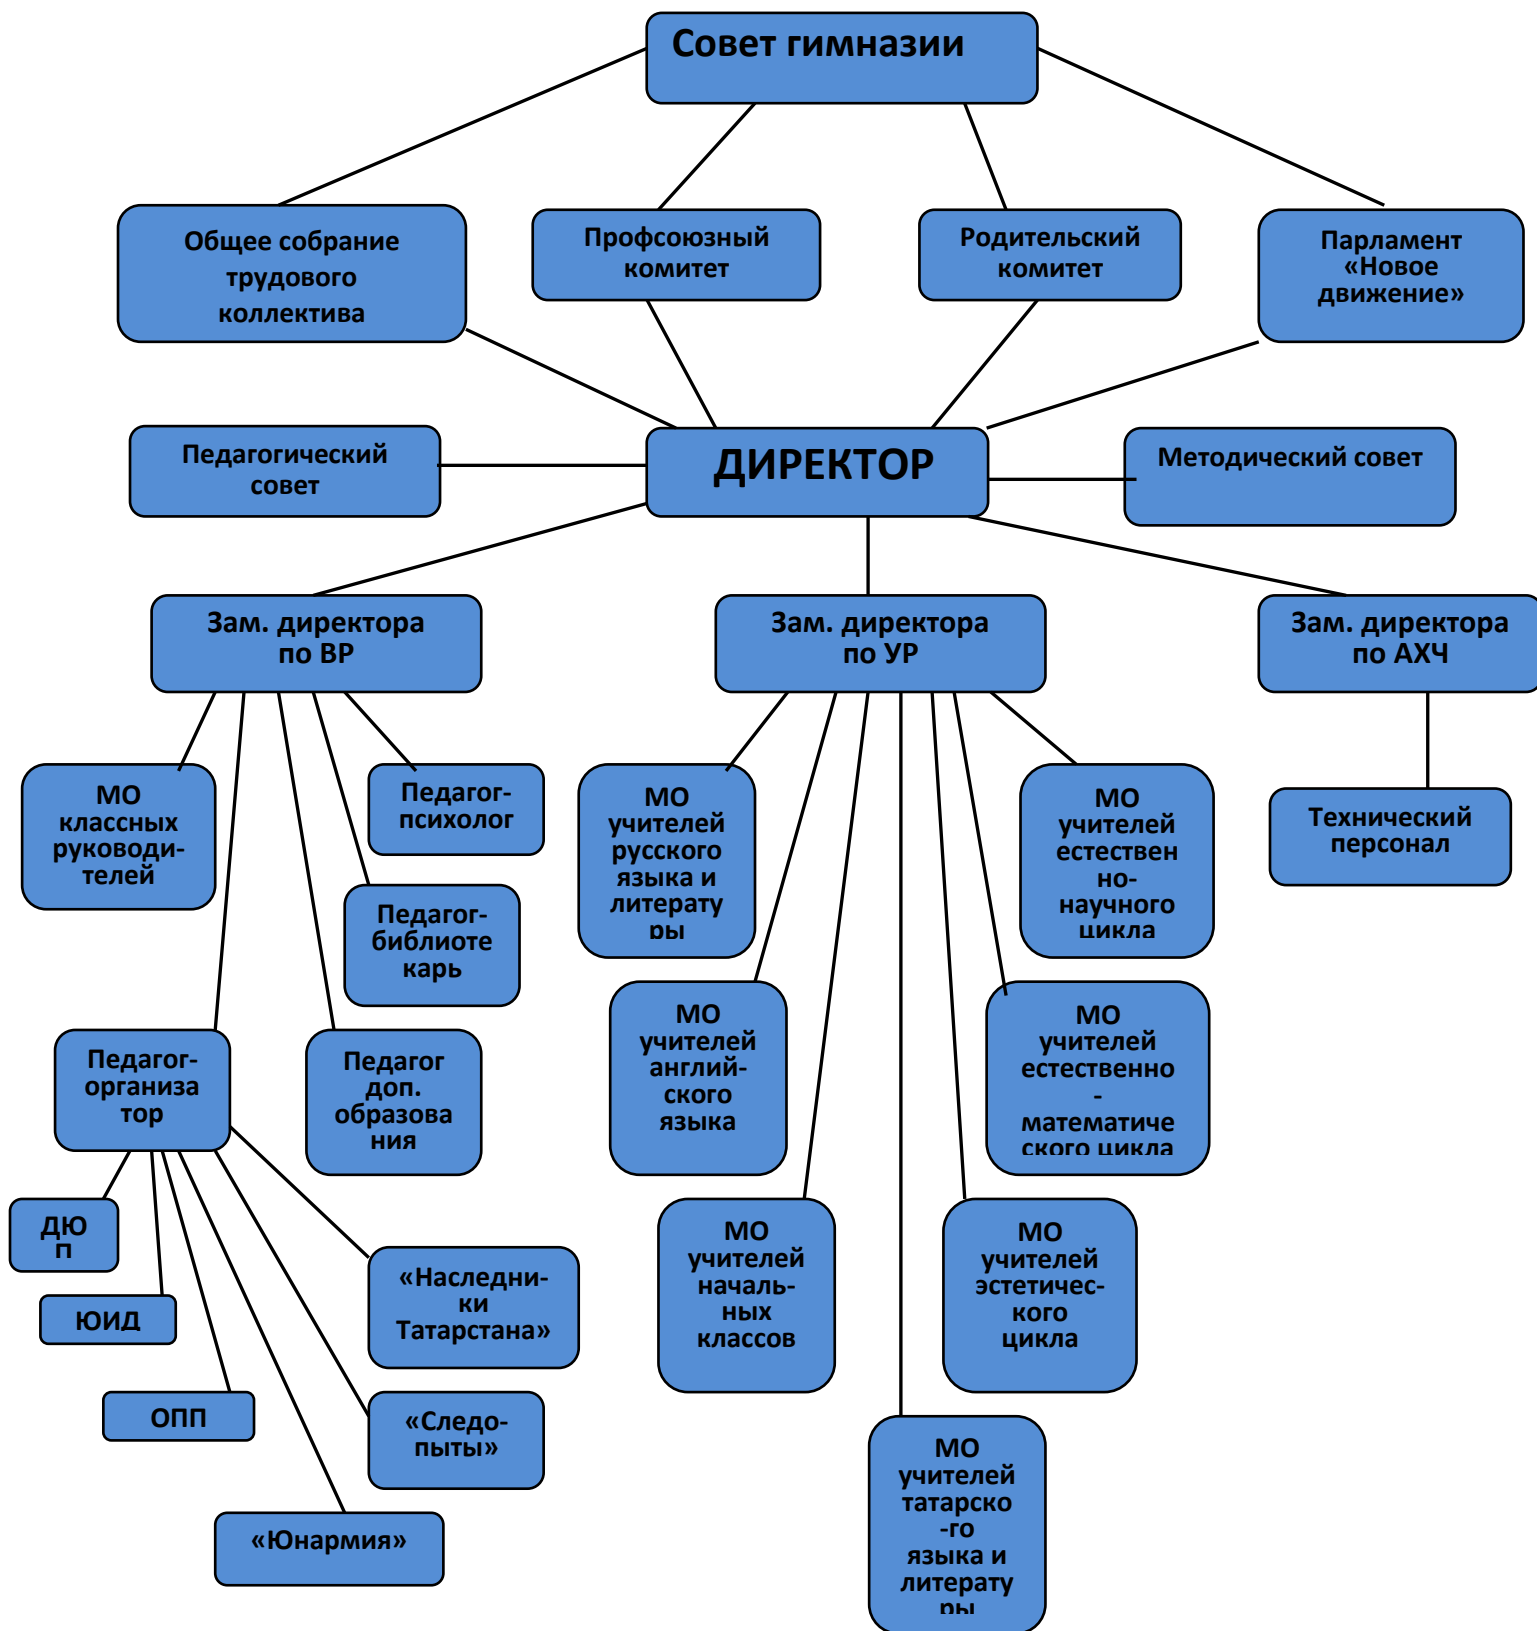 Совет гимназии
Общее собрание
трудового
коллектива
Профсоюзный
комитет
Родительский
комитет
Парламент
«Новое
движение»
Педагогический
совет
ДИРЕКТОР
Методический совет
Зам. директора
по ВР
Зам. директора
по УР
Зам. директора
по АХЧ
МО
классных
руководи-
телей
Педагог-
психолог
МО
учителей
русского
языка и
литерату
ры
МО
учителей
естествен
но-
научного
цикла
Технический
персонал
Педагог-
библиоте
карь
МО
учителей
англий-
ского
языка
МО
учителей
естественно
-
математиче
ского цикла
Педагог-
организа
тор
Педагог
доп.
образова
ния
ДЮ
П
ЮИД
ОПП
«Юнармия»
«Наследни-
ки
Татарстана»
«Следо-
пыты»
МО
учителей
началь-
ных
классов
МО
учителей
эстетичес-
кого
цикла
МО
учителей
татарско
-го
языка и
литерату
ры